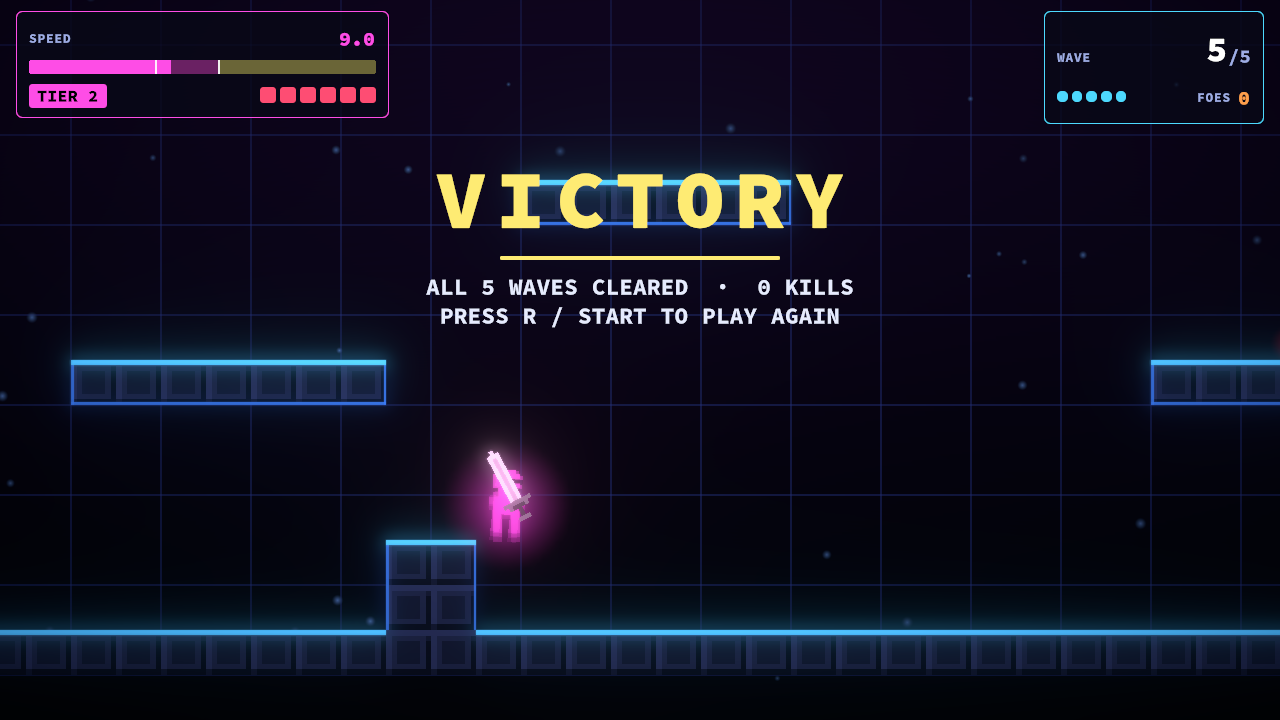 SPEED 9.0
TIER 2
WAVE 5/5
FOES 0
VICTORY
ALL 5 WAVES CLEARED · 0 KILLS
PRESS R / START TO PLAY AGAIN